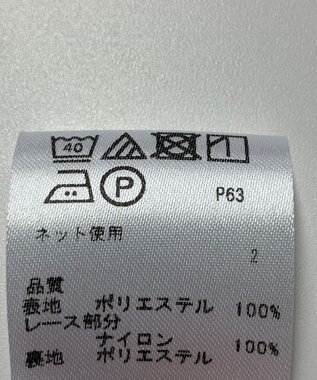 40
P P63
ネット使用
2
品質
表地 ポリエステル 100%
レース部分
ナイロン 100%
裏地 ポリエステル